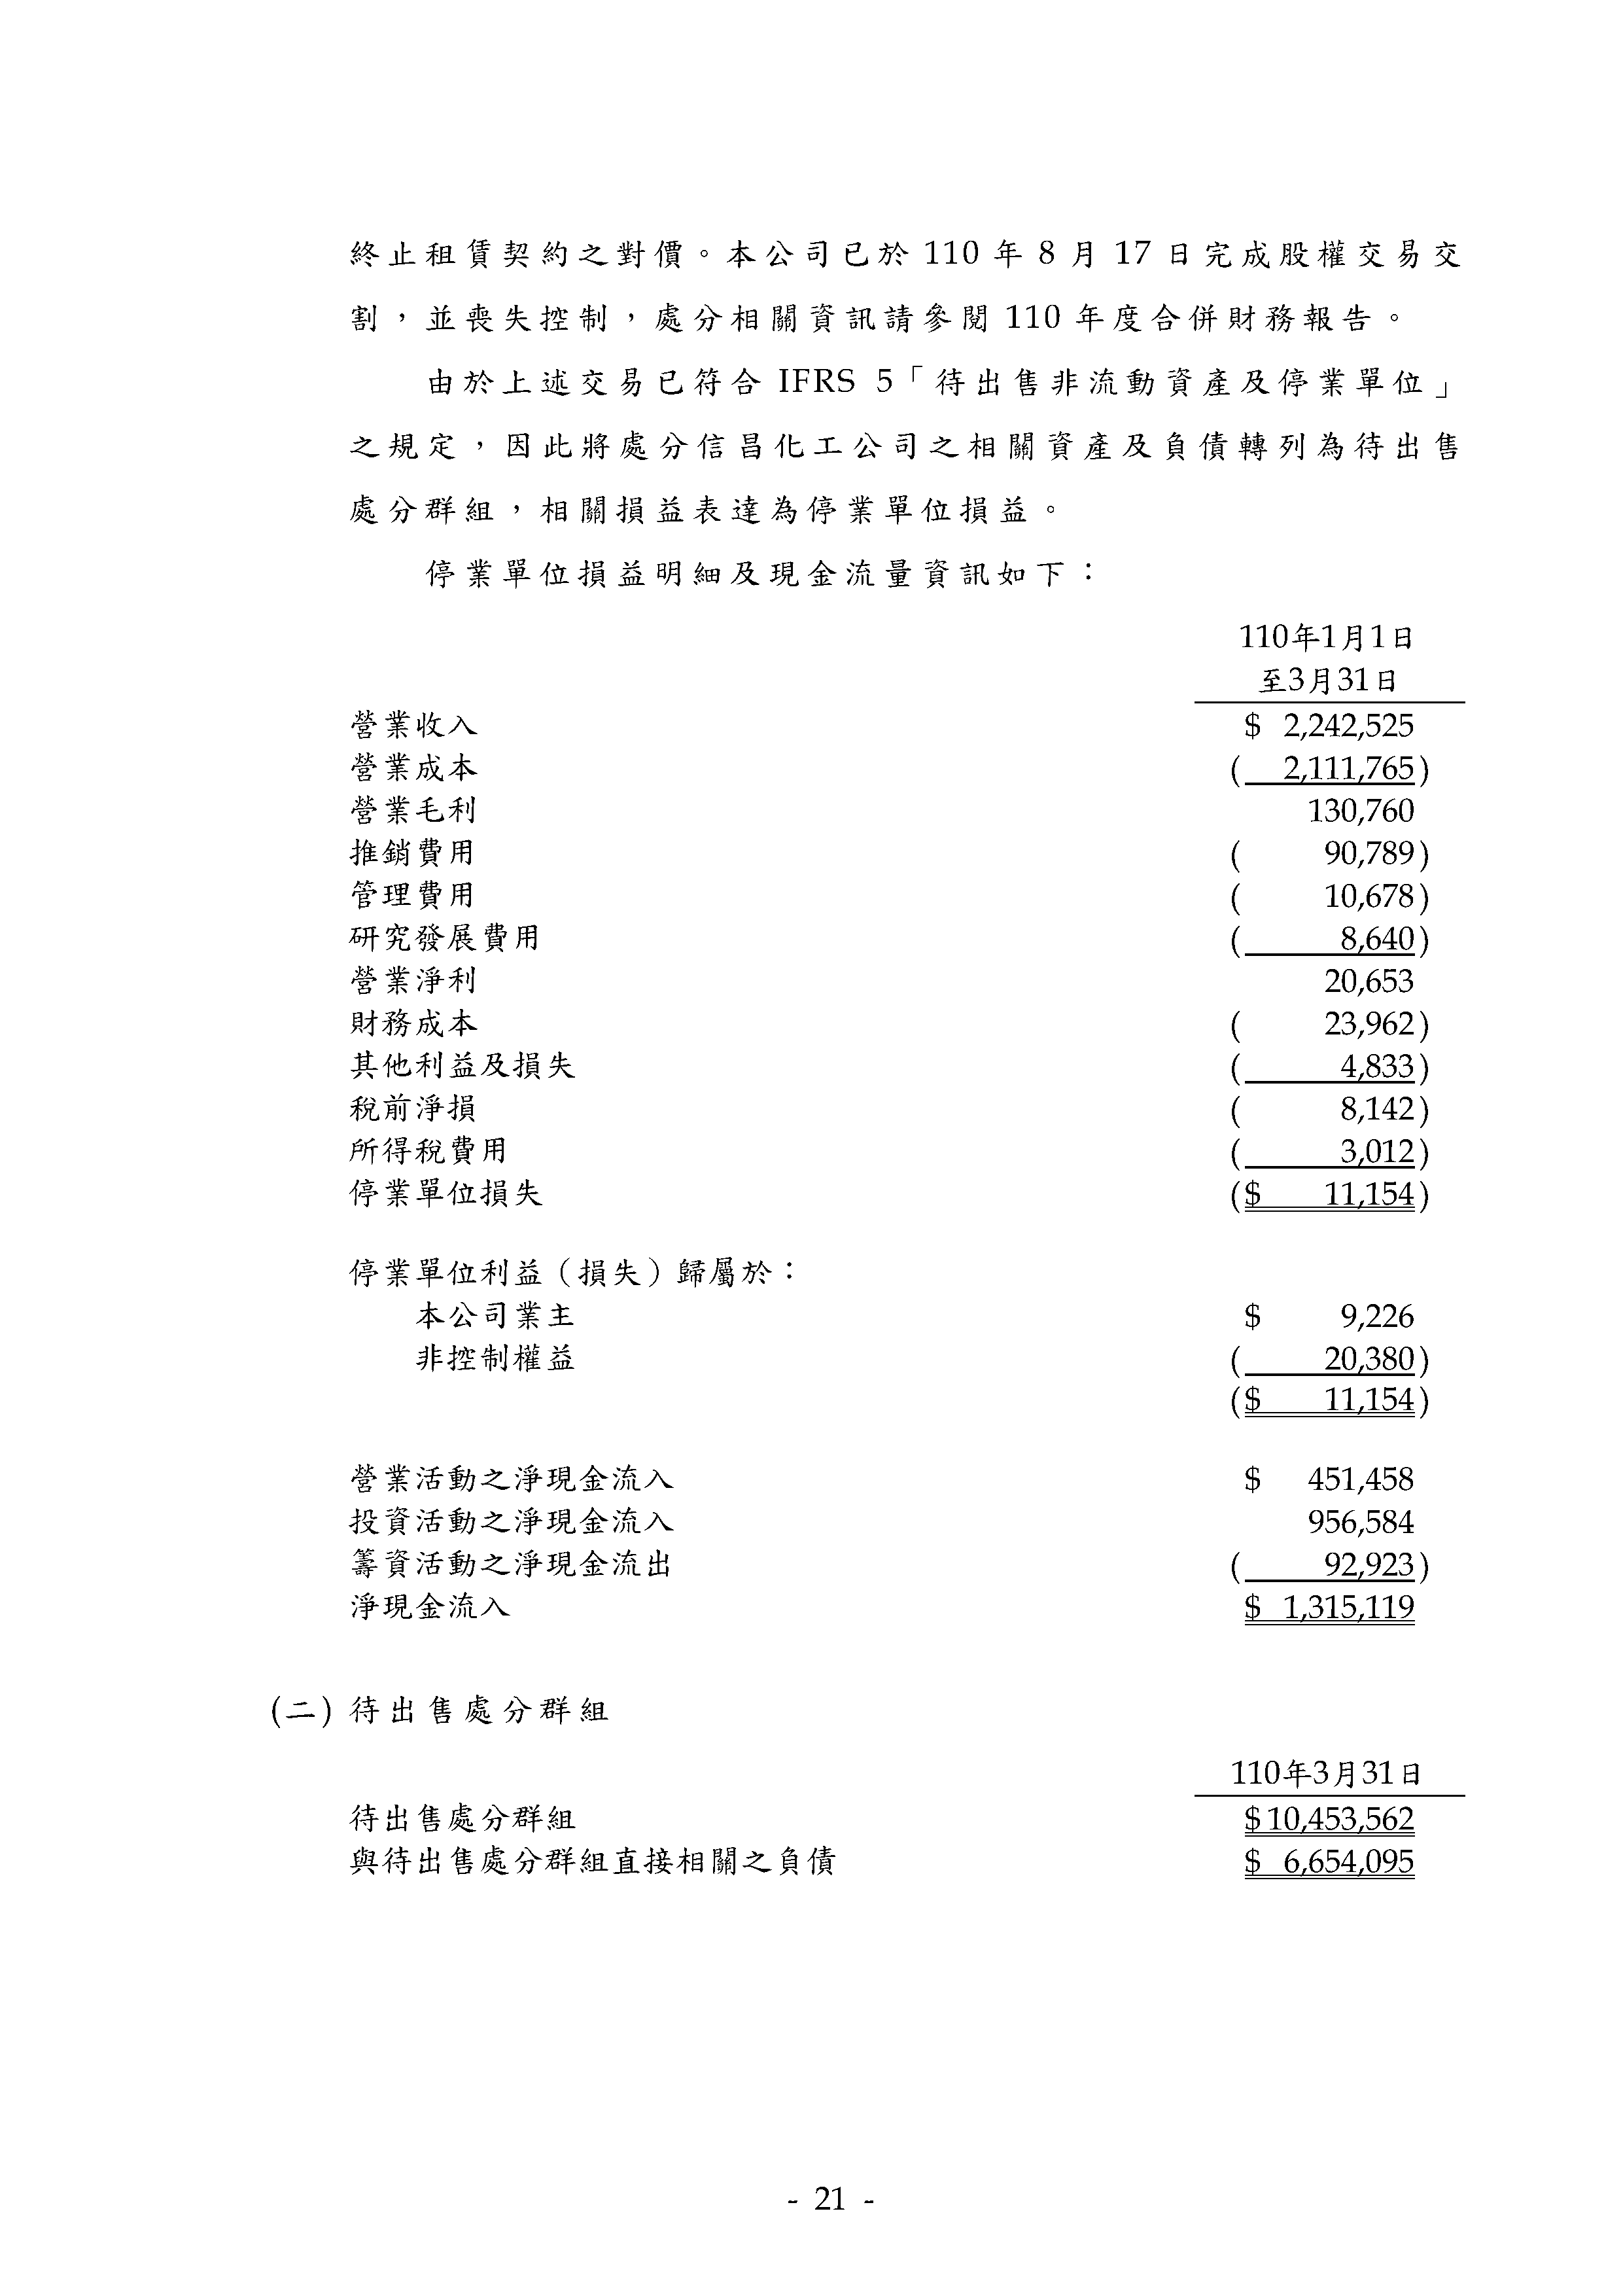 終止租賃契約之對價。本公司已於 110 年 8 月 17 日完成股權交易交
割，並喪失控制，處分相關資訊請參閱 110 年度合併財務報告。
由於上述交易已符合 IFRS 5「待出售非流動資產及停業單位」
之規定，因此將處分信昌化工公司之相關資產及負債轉列為待出售
處分群組，相關損益表達為停業單位損益。
停業單位損益明細及現金流量資訊如下：
110年1月1日
至3月31日
營業收入 $ 2,242,525
營業成本 ( 2,111,765)
營業毛利 130,760
推銷費用 ( 90,789)
管理費用 ( 10,678)
研究發展費用 ( 8,640)
營業淨利 20,653
財務成本 ( 23,962)
其他利益及損失 ( 4,833)
稅前淨損 ( 8,142)
所得稅費用 ( 3,012)
停業單位損失 ($ 11,154)
停業單位利益（損失）歸屬於：
本公司業主 $ 9,226
非控制權益 ( 20,380)
($ 11,154)
營業活動之淨現金流入 $ 451,458
投資活動之淨現金流入 956,584
籌資活動之淨現金流出 ( 92,923)
淨現金流入 $ 1,315,119
(二) 待出售處分群組
110年3月31日
待出售處分群組 $ 10,453,562
與待出售處分群組直接相關之負債 $ 6,654,095
- 21 -